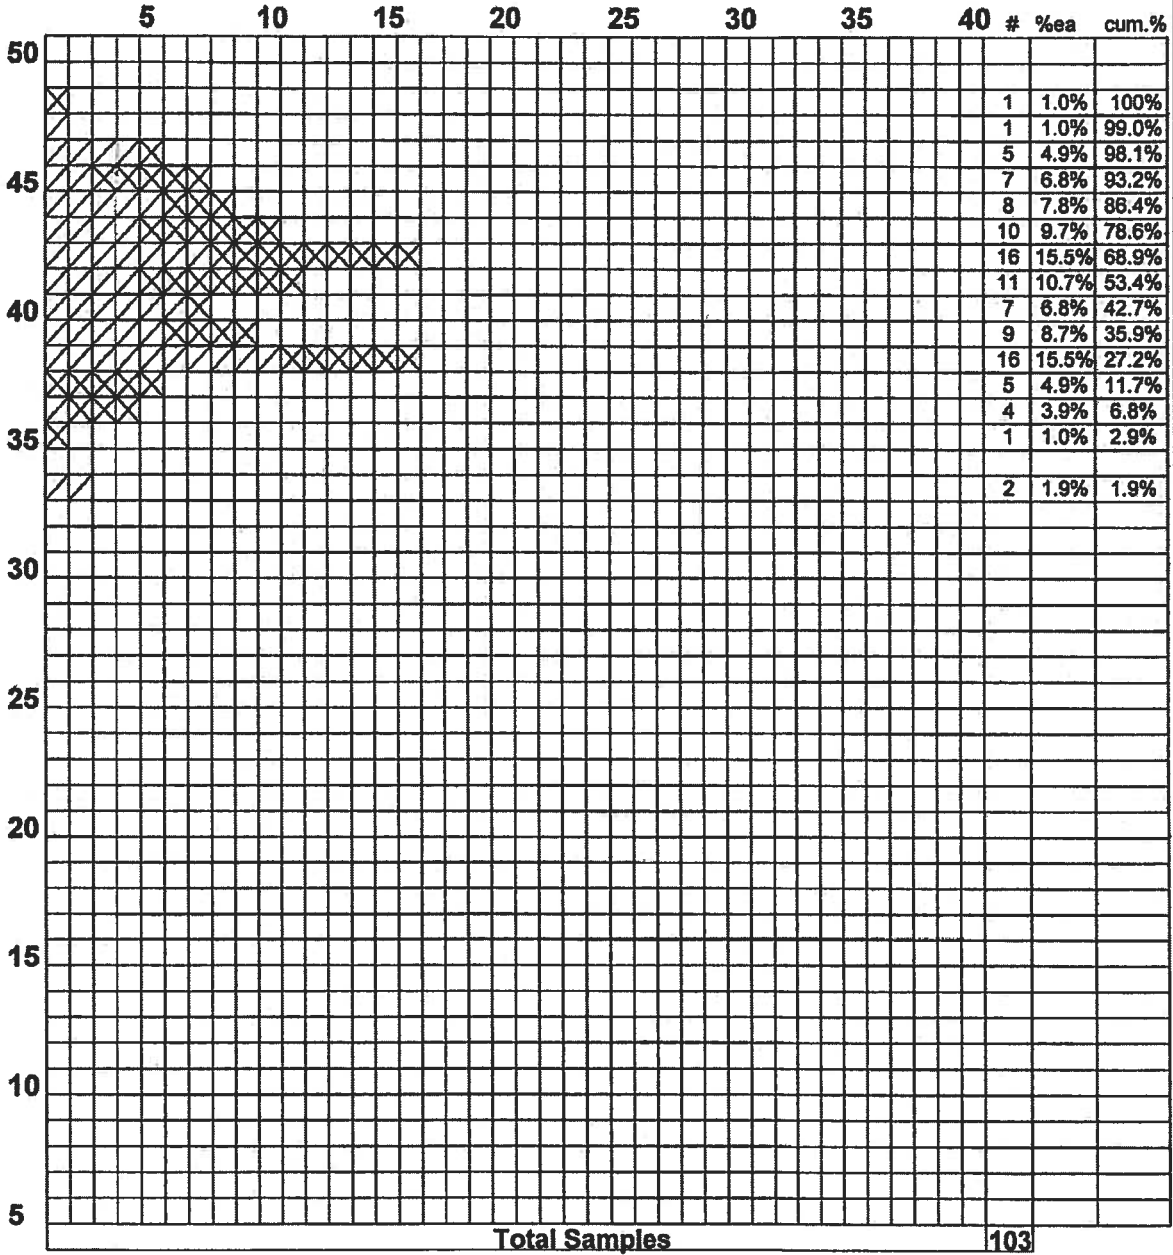 5 10 15 20 25 30 35 40 # %ea cum.%
50
1 1.0% 100%
1 1.0% 99.0%
5 4.9% 98.1%
45 7 6.8% 93.2%
8 7.8% 86.4%
10 9.7% 78.6%
16 15.5% 68.9%
11 10.7% 53.4%
40 7 6.8% 42.7%
9 8.7% 35.9%
16 15.5% 27.2%
5 4.9% 11.7%
4 3.9% 6.8%
35 1 1.0% 2.9%
2 1.9% 1.9%
30
25
20
15
10
5
Total Samples 103